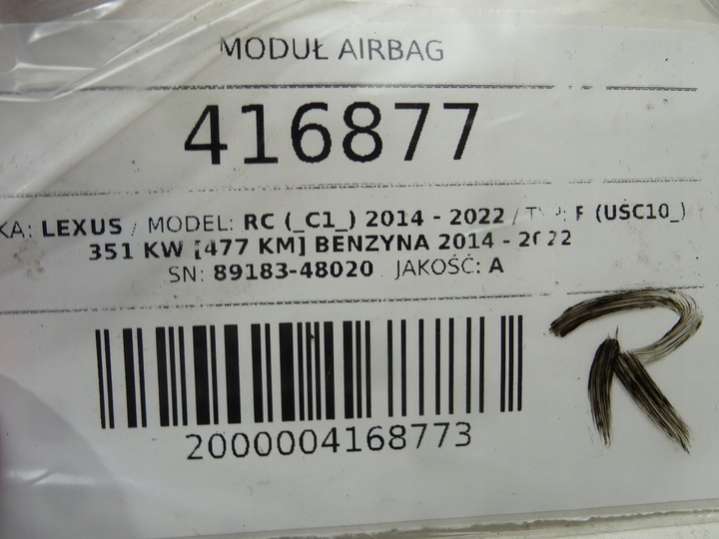 MODUŁ AIRBAG
416877
KA: LEXUS / MODEL: RC (_C1_) 2014 - 2022 / TYP: F (USC10_)
351 KW [477 KM] BENZYNA 2014 - 2022
SN: 89183-48020 JAKOŚĆ: A
2000004168773
R